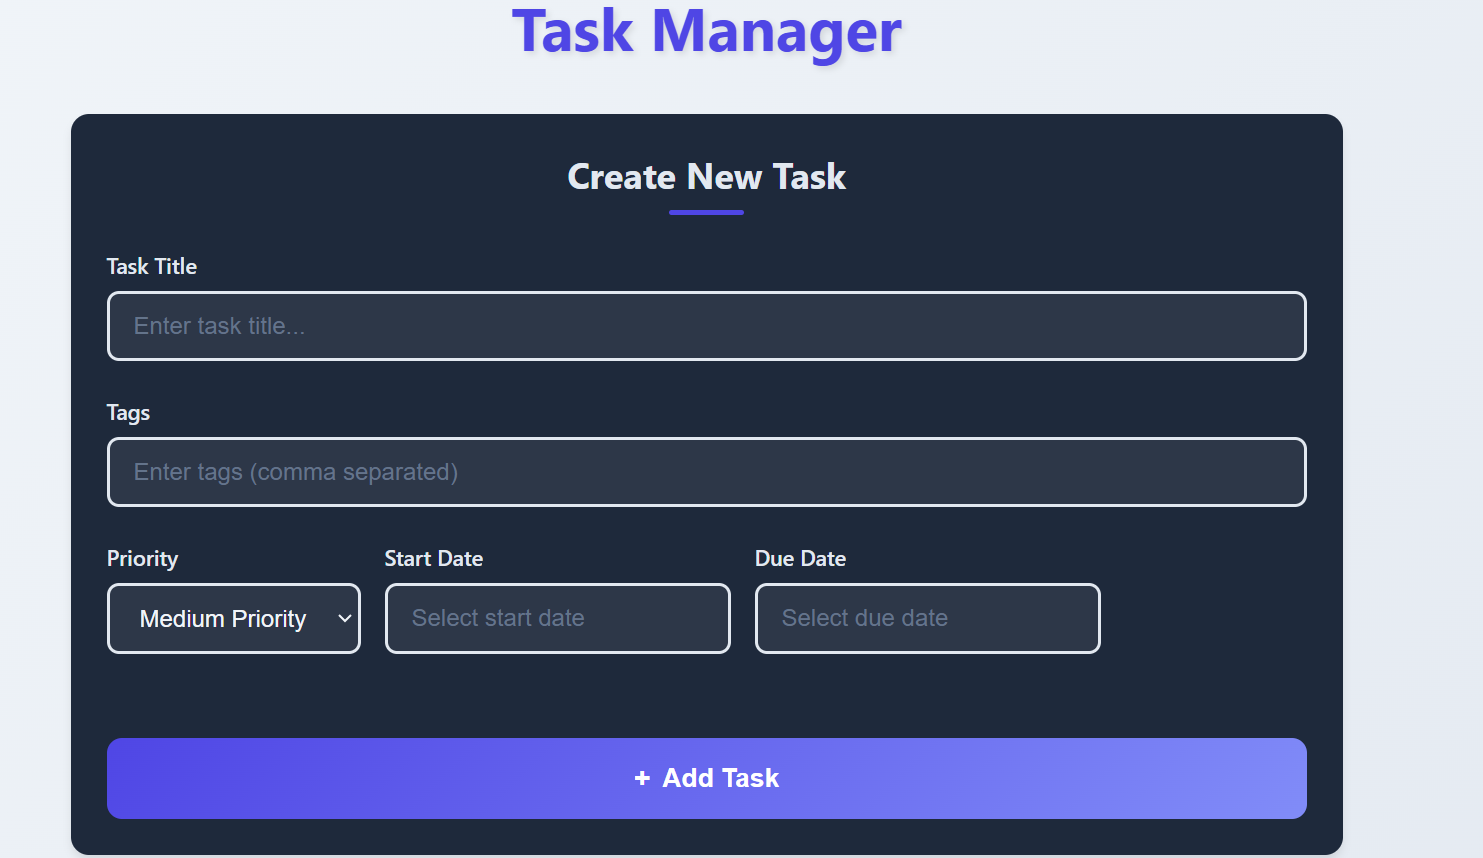 Task Manager
Create New Task
Task Title
Enter task title...
Tags
Enter tags (comma separated)
Priority Start Date Due Date
Medium Priority Select start date Select due date
+ Add Task